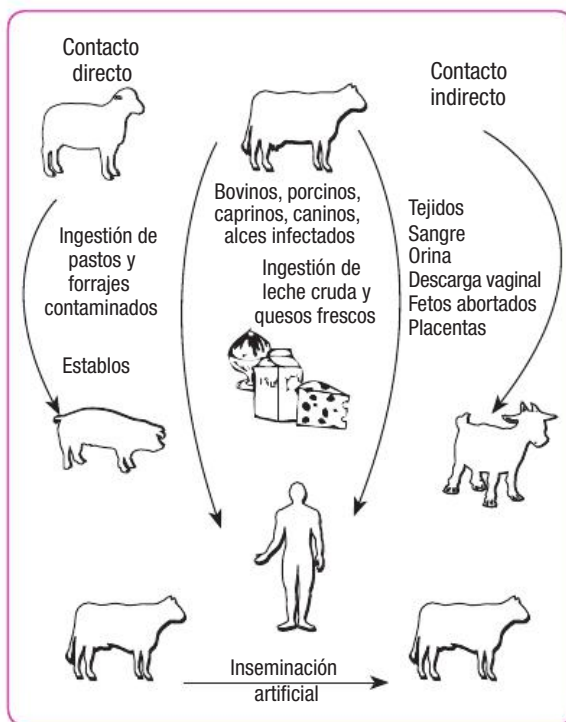 Contacto
directo
Contacto
indirecto
Bovinos, porcinos,
caprinos, caninos,
alces infectados
Ingestión de
pastos y
forrajes
contaminados
Establos
Ingestión de
leche cruda y
quesos frescos
Tejidos
Sangre
Orina
Descarga vaginal
Fetos abortados
Placentas
Inseminación
artificial